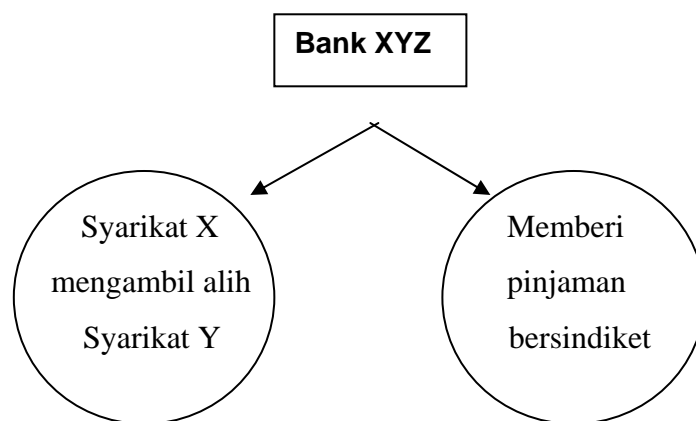 Bank XYZ
Syarikat X
mengambil alih
Syarikat Y
Memberi
pinjaman
bersindiket